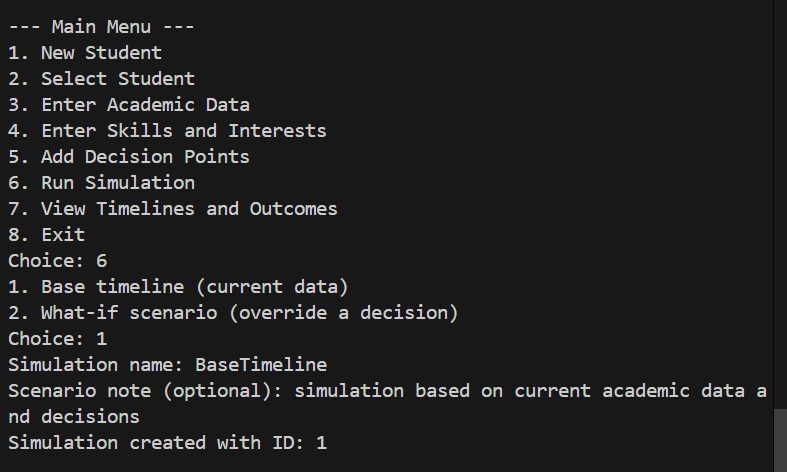 --- Main Menu ---
1. New Student
2. Select Student
3. Enter Academic Data
4. Enter Skills and Interests
5. Add Decision Points
6. Run Simulation
7. View Timelines and Outcomes
8. Exit
Choice: 6
1. Base timeline (current data)
2. What-if scenario (override a decision)
Choice: 1
Simulation name: BaseTimeline
Scenario note (optional): simulation based on current academic data a
nd decisions
Simulation created with ID: 1